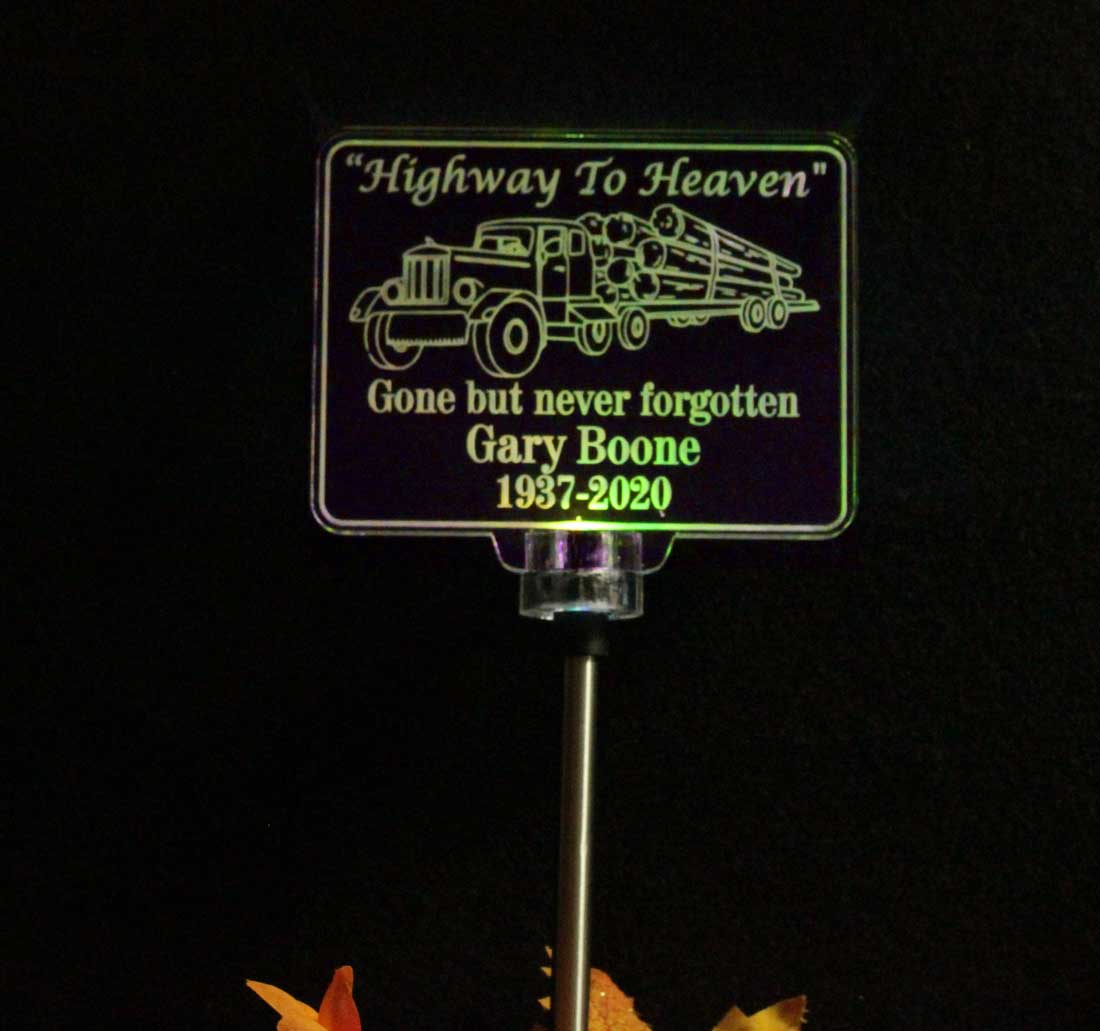 “Highway To Heaven"
Gone but never forgotten
Gary Boone
1937-2020